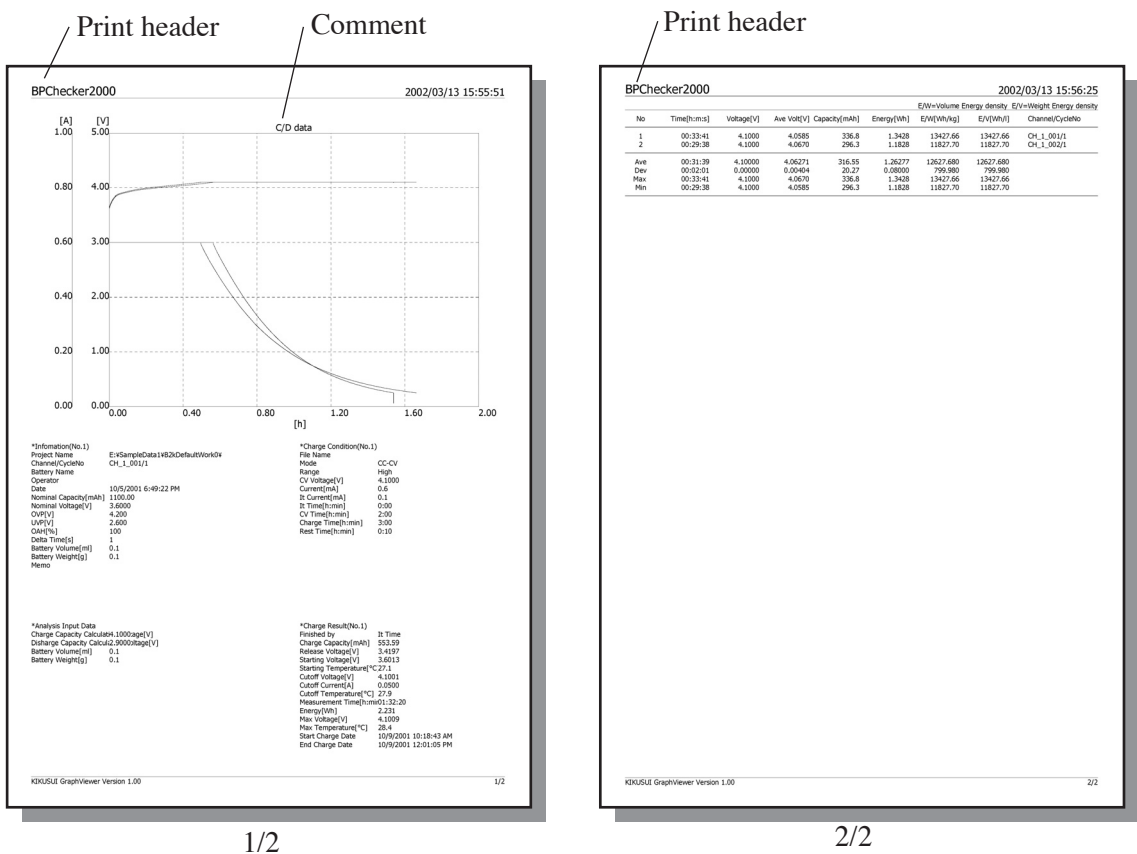 Print header
Comment
BPChecker2000 2002/03/13 15:55:51
[A] [V]
C/D data
1.00 5.00
0.80 4.00
0.60 3.00
0.40 2.00
0.20 1.00
0.00 0.00
0.00 0.40 0.80 1.20 1.60 2.00
[h]
*Infomation(No.1)
Project Name E:¥SampleData1¥B2kDefaultWork0¥
Channel/CycleNo CH_1_001/1
Battery Name
Operator
Date 10/5/2001 6:49:22 PM
Nominal Capacity[mAh] 1100.00
Nominal Voltage[V] 3.6000
OVP[V] 4.200
UVP[V] 2.600
OAH[%] 100
Delta Time[s] 1
Battery Volume[ml] 0.1
Battery Weight[g] 0.1
Memo
*Charge Condition(No.1)
File Name
Mode CC-CV
Range High
CV Voltage[V] 4.1000
Current[mA] 0.6
It Current[mA] 0.1
It Time[h:min] 0:00
CV Time[h:min] 2:00
Charge Time[h:min] 3:00
Rest Time[h:min] 0:10
*Analysis Input Data
Charge Capacity Calculati4.1000:age[V]
Disharge Capacity Calcula2.9000ltage[V]
Battery Volume[ml] 0.1
Battery Weight[g] 0.1
*Charge Result(No.1)
Finished by It Time
Charge Capacity[mAh] 553.59
Release Voltage[V] 3.4197
Starting Voltage[V] 3.6013
Starting Temperature[°C 27.1
Cutoff Voltage[V] 4.1001
Cutoff Current[A] 0.0500
Cutoff Temperature[°C] 27.9
Measurement Time[h:min01:32:20
Energy[Wh] 2.231
Max Voltage[V] 4.1009
Max Temperature[°C] 28.4
Start Charge Date 10/9/2001 10:18:43 AM
End Charge Date 10/9/2001 12:01:05 PM
KIKUSUI GraphViewer Version 1.00 1/2
1/2
Print header
BPChecker2000 2002/03/13 15:56:25
E/W=Volume Energy density E/V=Weight Energy density
No Time[h:m:s] Voltage[V] Ave Volt[V] Capacity[mAh] Energy[Wh] E/W[Wh/kg] E/V[Wh/l] Channel/CycleNo
1 00:33:41 4.1000 4.0585 336.8 1.3428 13427.66 13427.66 CH_1_001/1
2 00:29:38 4.1000 4.0670 296.3 1.1828 11827.70 11827.70 CH_1_002/1
Ave 00:31:39 4.10000 4.06271 316.55 1.26277 12627.680 12627.680
Dev 00:02:01 0.00000 0.00404 20.27 0.08000 799.980 799.980
Max 00:33:41 4.1000 4.0670 336.8 1.3428 13427.66 13427.66
Min 00:29:38 4.1000 4.0585 296.3 1.1828 11827.70 11827.70
KIKUSUI GraphViewer Version 1.00 2/2
2/2